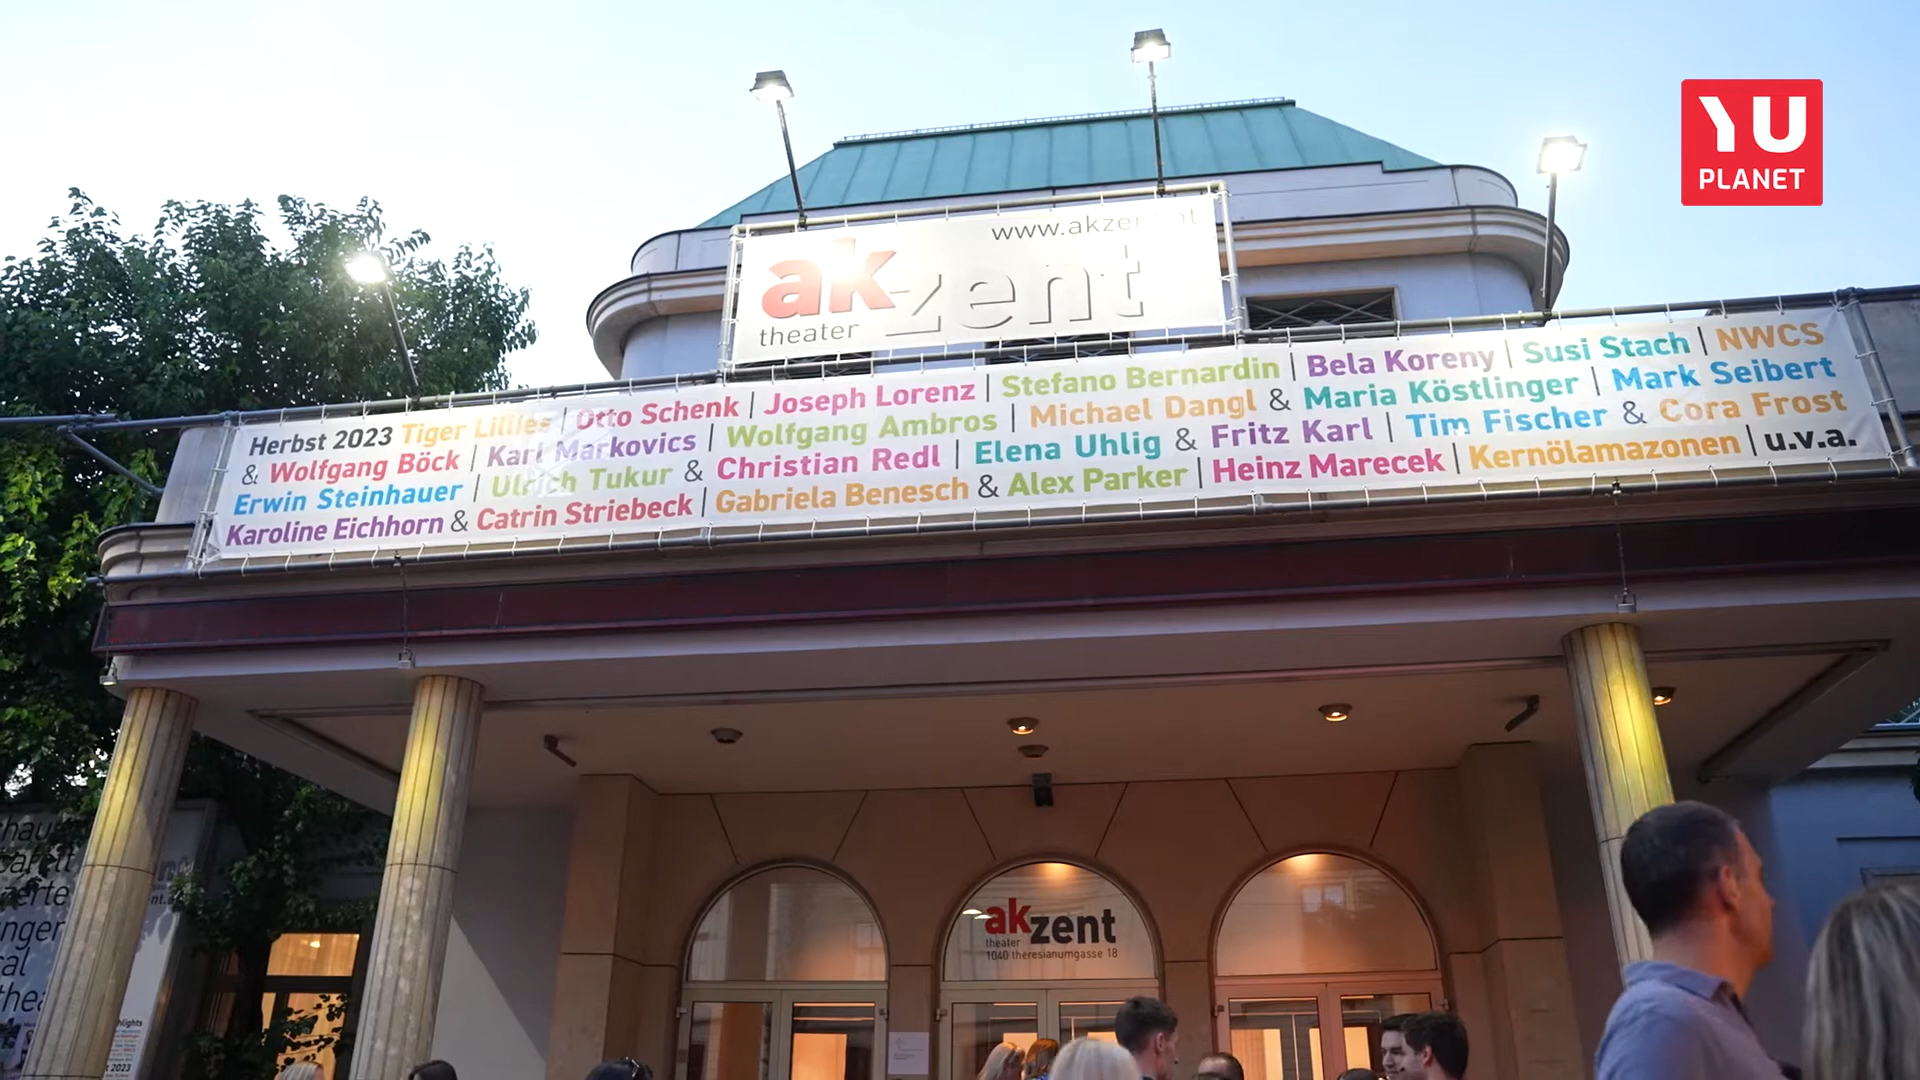 YU
PLANET
www.akzent.at
akzent
theater
Herbst 2023 Tiger Lillies | Otto Schenk | Joseph Lorenz | Stefano Bernardin | Bela Koreny | Susi Stach | NWCS
& Wolfgang Böck | Karl Markovics | Wolfgang Ambros | Michael Dangl & Maria Köstlinger | Mark Seibert
Erwin Steinhauer | Ulrich Tukur & Christian Redl | Elena Uhlig & Fritz Karl | Tim Fischer & Cora Frost
Karoline Eichhorn & Catrin Striebeck | Gabriela Benesch & Alex Parker | Heinz Marecek | Kernölamazonen | u.v.a.
akzent
theater
1040 theresianumgasse 18